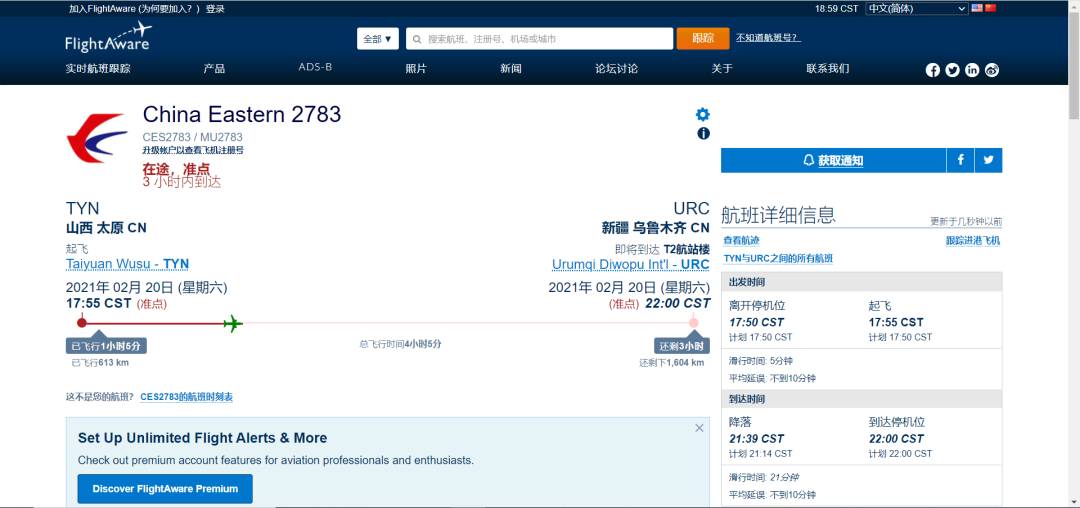 加入FlightAware (为何要加入？) 登录
18:59 CST 中文(简体)
FlightAware
全部 ▼ 搜索航班、注册号、机场或城市 跟踪 不知道航班号？
实时航班跟踪 产品 ADS-B 照片 新闻 论坛讨论 关于 联系我们
China Eastern 2783
CES2783 / MU2783
升级帐户以查看飞机注册号
在途，准点
3 小时内到达
获取通知
TYN
山西 太原 CN
起飞
Taiyuan Wusu - TYN
2021年 02月 20日 (星期六)
17:55 CST (准点)
URC
新疆 乌鲁木齐 CN
即将到达 T2航站楼
Urumqi Diwopu Int'l - URC
2021年 02月 20日 (星期六)
(准点) 22:00 CST
已飞行1小时5分
总飞行时间4小时5分
还剩3小时
已飞行613 km
还剩下1,604 km
这不是您的航班? CES2783的航班时刻表
Set Up Unlimited Flight Alerts & More
Check out premium account features for aviation professionals and enthusiasts.
Discover FlightAware Premium
航班详细信息
更新于几秒钟以前
查看航迹
跟踪进港飞机
TYN与URC之间的所有航班
出发时间
离开停机位 起飞
17:50 CST 17:55 CST
计划 17:50 CST 计划 17:50 CST
滑行时间: 5分钟
平均延误: 不到10分钟
到达时间
降落 到达停机位
21:39 CST 22:00 CST
计划 21:14 CST 计划 22:00 CST
滑行时间: 21分钟
平均延误: 不到10分钟